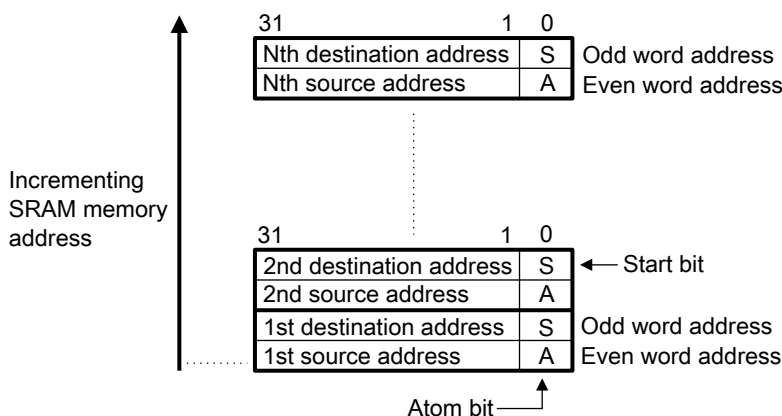 31 1 0
Nth destination address S Odd word address
Nth source address A Even word address
Incrementing
SRAM memory
address
31 1 0
2nd destination address S Start bit
2nd source address A
1st destination address S Odd word address
1st source address A Even word address
Atom bit